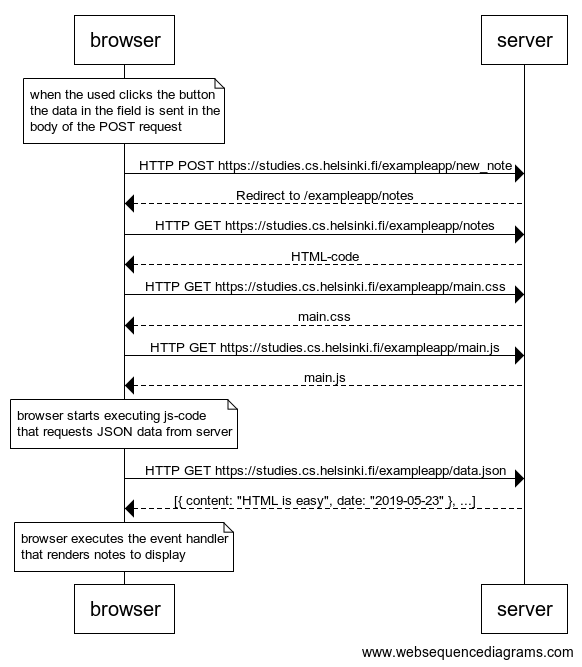 browser
server
when the used clicks the button
the data in the field is sent in the
body of the POST request
HTTP POST https://studies.cs.helsinki.fi/exampleapp/new_note
Redirect to /exampleapp/notes
HTTP GET https://studies.cs.helsinki.fi/exampleapp/notes
HTML-code
HTTP GET https://studies.cs.helsinki.fi/exampleapp/main.css
main.css
HTTP GET https://studies.cs.helsinki.fi/exampleapp/main.js
main.js
browser starts executing js-code
that requests JSON data from server
HTTP GET https://studies.cs.helsinki.fi/exampleapp/data.json
[{ content: "HTML is easy", date: "2019-05-23" }, ...]
browser executes the event handler
that renders notes to display
browser
server
www.websequencediagrams.com